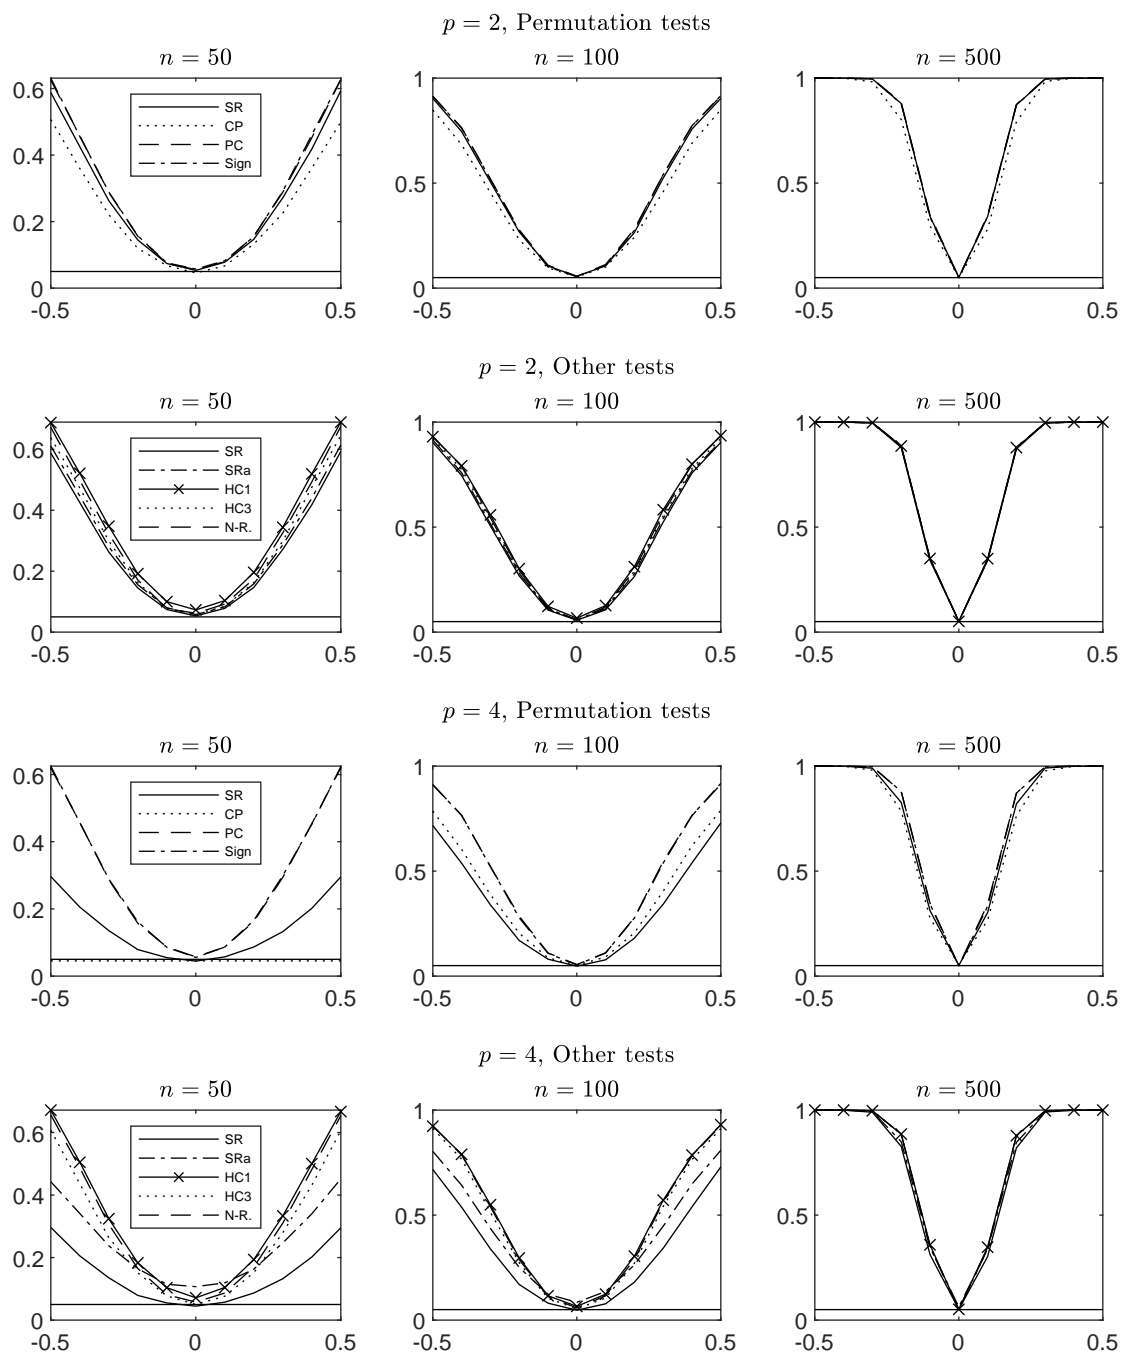 p = 2, Permutation tests
n = 50
n = 100
n = 500
0.6
0.4
0.2
0
-0.5
0
0.5
SR
CP
PC
Sign
1
0.5
0
-0.5
0
0.5
1
0.5
0
-0.5
0
0.5
p = 2, Other tests
n = 50
n = 100
n = 500
0.6
0.4
0.2
0
-0.5
0
0.5
SR
SRa
HC1
HC3
N-R.
1
0.5
0
-0.5
0
0.5
1
0.5
0
-0.5
0
0.5
p = 4, Permutation tests
n = 50
n = 100
n = 500
0.6
0.4
0.2
0
-0.5
0
0.5
SR
CP
PC
Sign
1
0.5
0
-0.5
0
0.5
1
0.5
0
-0.5
0
0.5
p = 4, Other tests
n = 50
n = 100
n = 500
0.6
0.4
0.2
0
-0.5
0
0.5
SR
SRa
HC1
HC3
N-R.
1
0.5
0
-0.5
0
0.5
1
0.5
0
-0.5
0
0.5